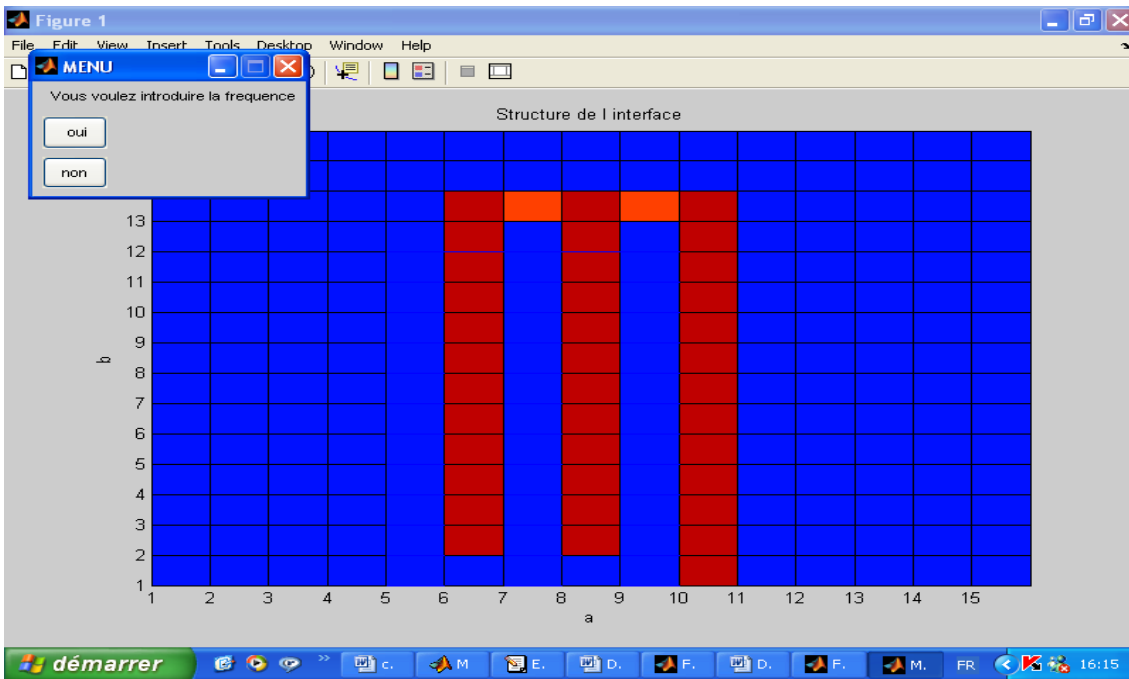 Figure 1
File Edit View Insert Tools Desktop Window Help
MENU
Vous voulez introduire la frequence
oui
non
Structure de l interface
13
12
11
10
9
8
7
6
5
4
3
2
1
b
1 2 3 4 5 6 7 8 9 10 11 12 13 14 15
a
démarrer » c. M E. D. F. D. F. M. FR 16:15